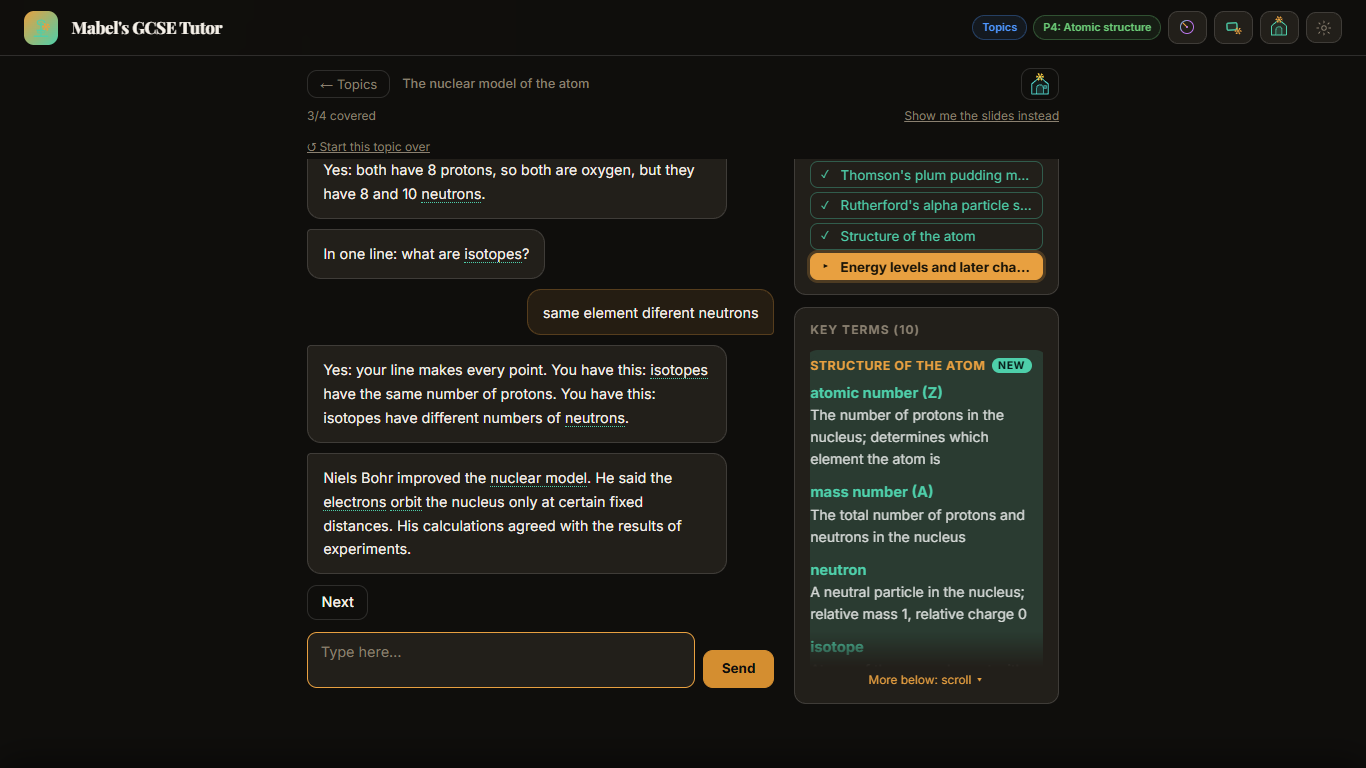 Mabel's GCSE Tutor
Topics
P4: Atomic structure
← Topics
The nuclear model of the atom
3/4 covered
Show me the slides instead
↺ Start this topic over
Yes: both have 8 protons, so both are oxygen, but they
have 8 and 10 neutrons.
In one line: what are isotopes?
same element diferent neutrons
Yes: your line makes every point. You have this: isotopes
have the same number of protons. You have this:
isotopes have different numbers of neutrons.
Niels Bohr improved the nuclear model. He said the
electrons orbit the nucleus only at certain fixed
distances. His calculations agreed with the results of
experiments.
Next
Type here...
Send
✓ Thomson's plum pudding m...
✓ Rutherford's alpha particle s...
✓ Structure of the atom
▸ Energy levels and later cha...
KEY TERMS (10)
STRUCTURE OF THE ATOM NEW
atomic number (Z)
The number of protons in the
nucleus; determines which
element the atom is
mass number (A)
The total number of protons and
neutrons in the nucleus
neutron
A neutral particle in the nucleus;
relative mass 1, relative charge 0
isotope
More below: scroll ▾